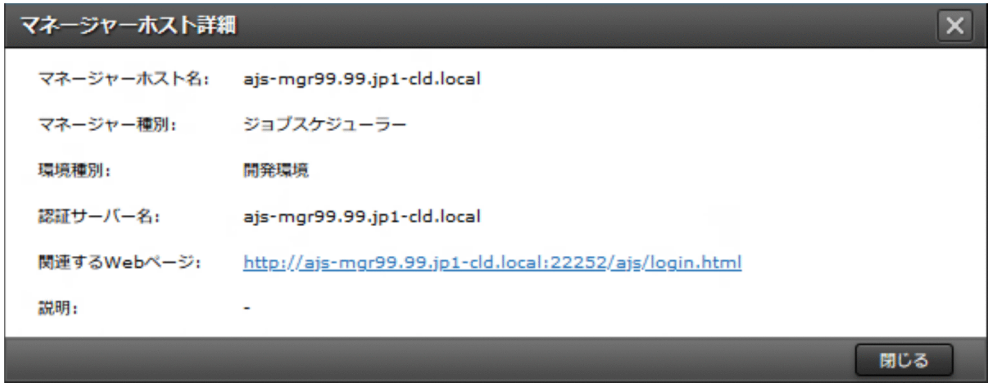 マネージャーホスト詳細
マネージャーホスト名: ajs-mgr99.99.jp1-cld.local
マネージャー種別: ジョブスケジューラー
環境種別: 開発環境
認証サーバー名: ajs-mgr99.99.jp1-cld.local
関連するWebページ: http://ajs-mgr99.99.jp1-cld.local:22252/ajs/login.html
説明: -
閉じる